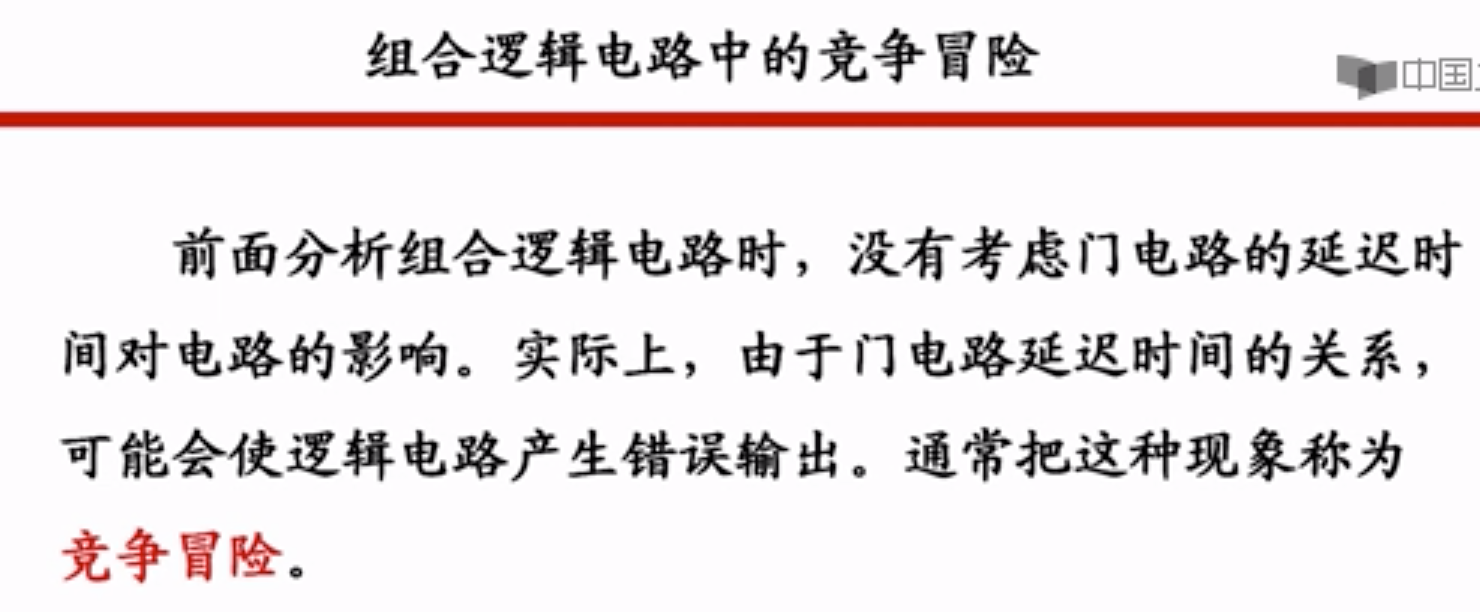 组合逻辑电路中的竞争冒险
中国
前面分析组合逻辑电路时，没有考虑门电路的延迟时
间对电路的影响。实际上，由于门电路延迟时间的关系，
可能会使逻辑电路产生错误输出。通常把这种现象称为
竞争冒险。